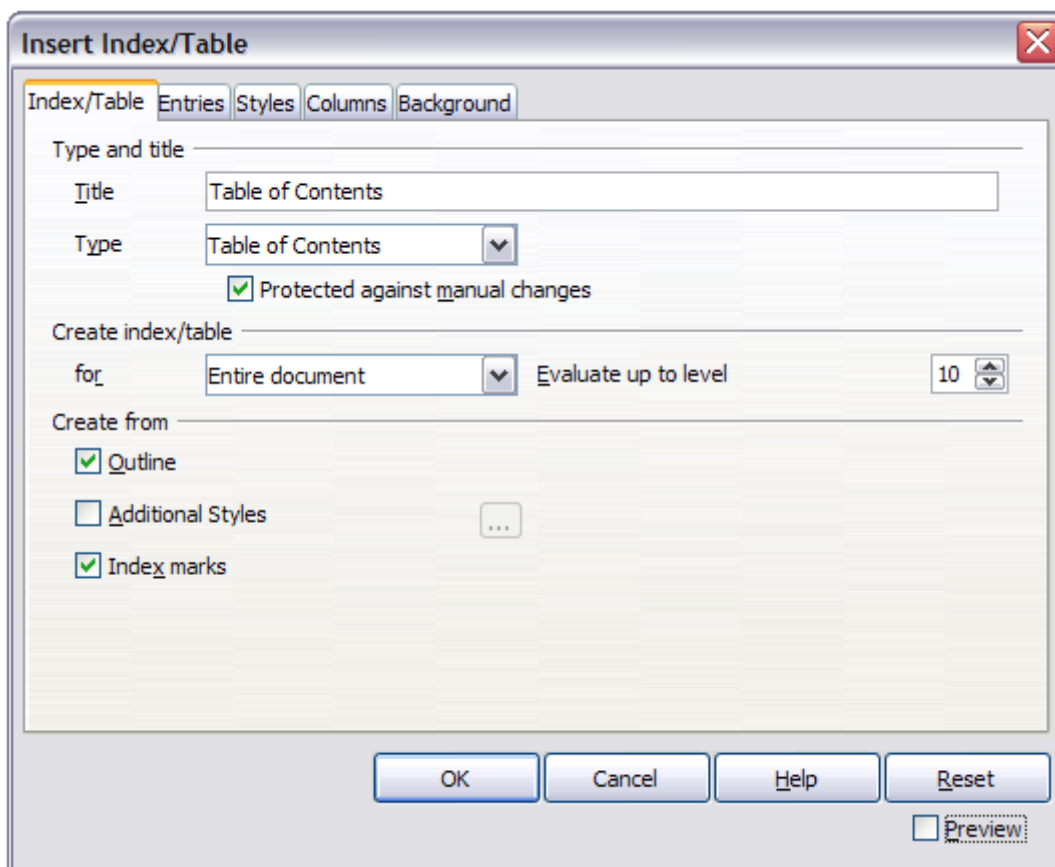 Insert Index/Table
Index/Table Entries Styles Columns Background
Type and title
Title Table of Contents
Type Table of Contents
Protected against manual changes
Create index/table
for Entire document Evaluate up to level 10
Create from
Outline
Additional Styles ...
Index marks
OK Cancel Help Reset
Preview